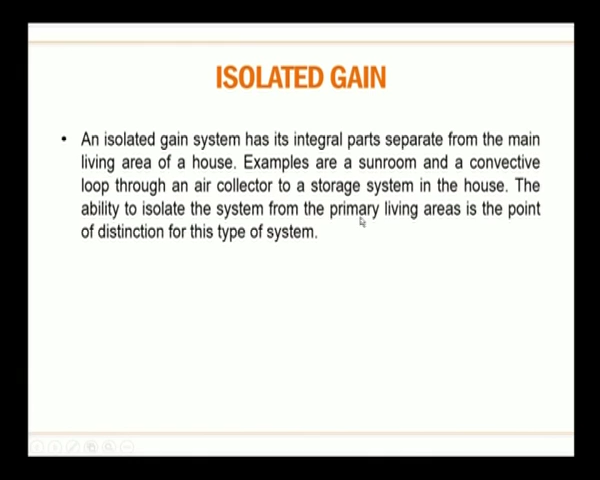 ISOLATED GAIN
• An isolated gain system has its integral parts separate from the main
living area of a house. Examples are a sunroom and a convective
loop through an air collector to a storage system in the house. The
ability to isolate the system from the primary living areas is the point
of distinction for this type of system.